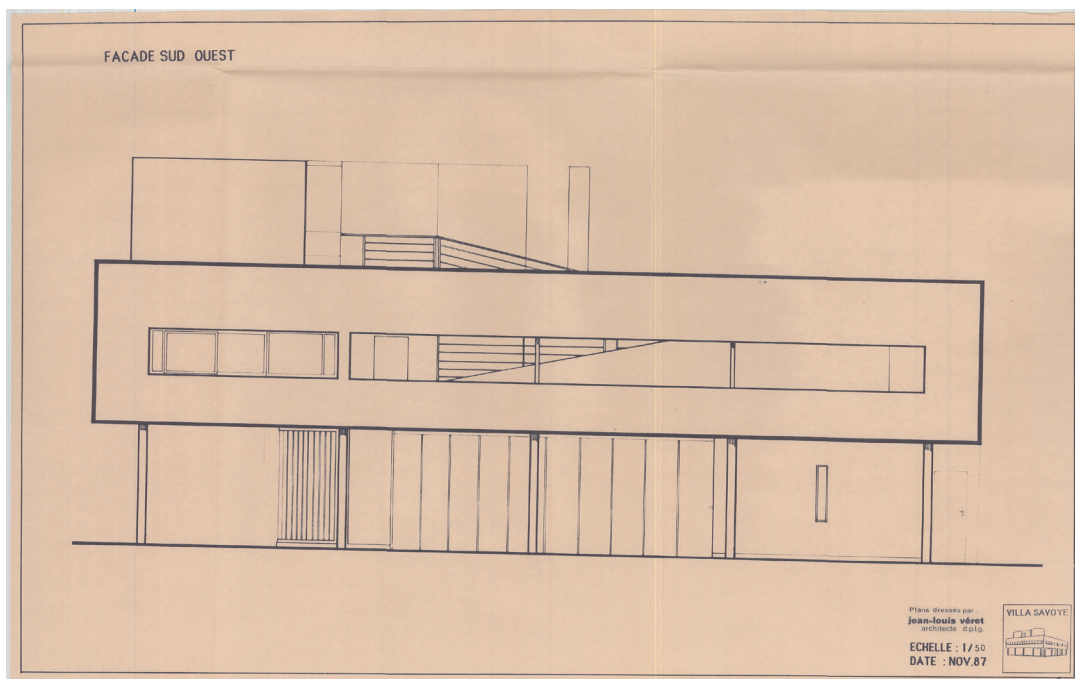 FACADE SUD OUEST
Plans dressés par :
jean-louis véret
architecte d.p.l.g.
ECHELLE : 1/50
DATE : NOV.87
VILLA SAVOYE